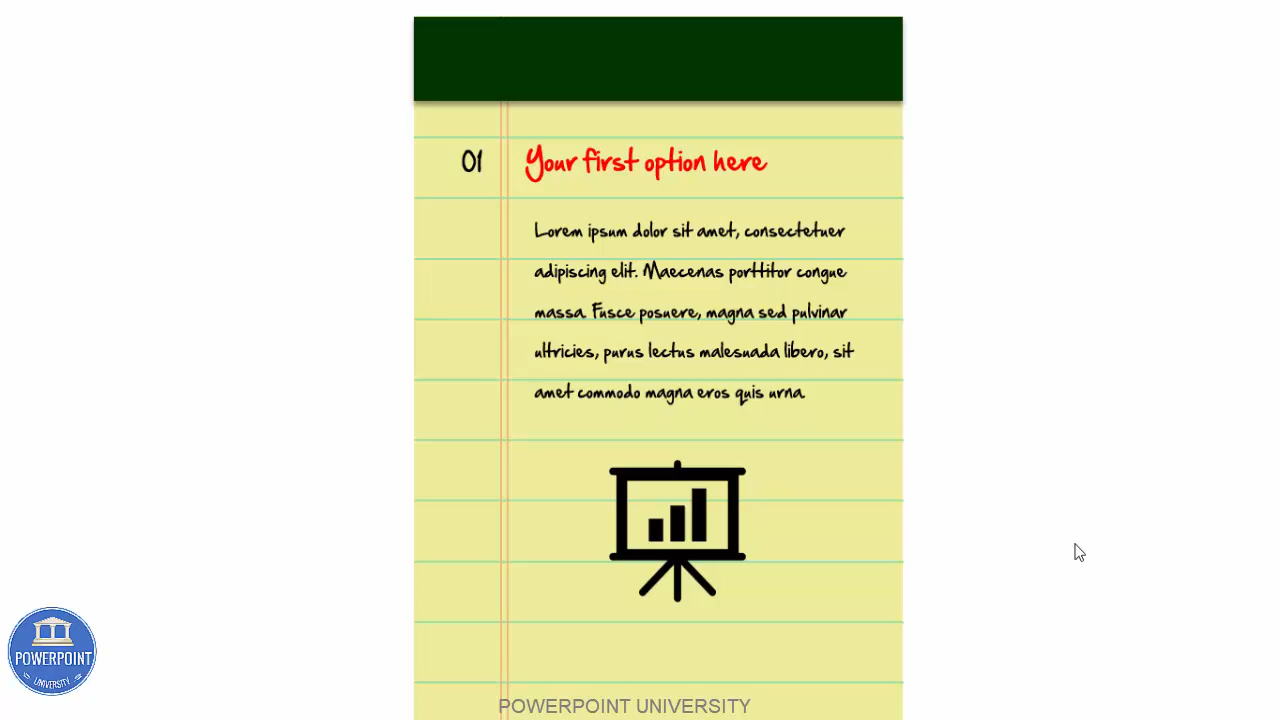 01 Your first option here
Lorem ipsum dolor sit amet, consectetuer
adipiscing elit. Maecenas porttitor congue
massa. Fusce posuere, magna sed pulvinar
ultricies, purus lectus malesuada libero, sit
amet commodo magna eros quis urna.
POWERPOINT
UNIVERSITY
POWERPOINT UNIVERSITY